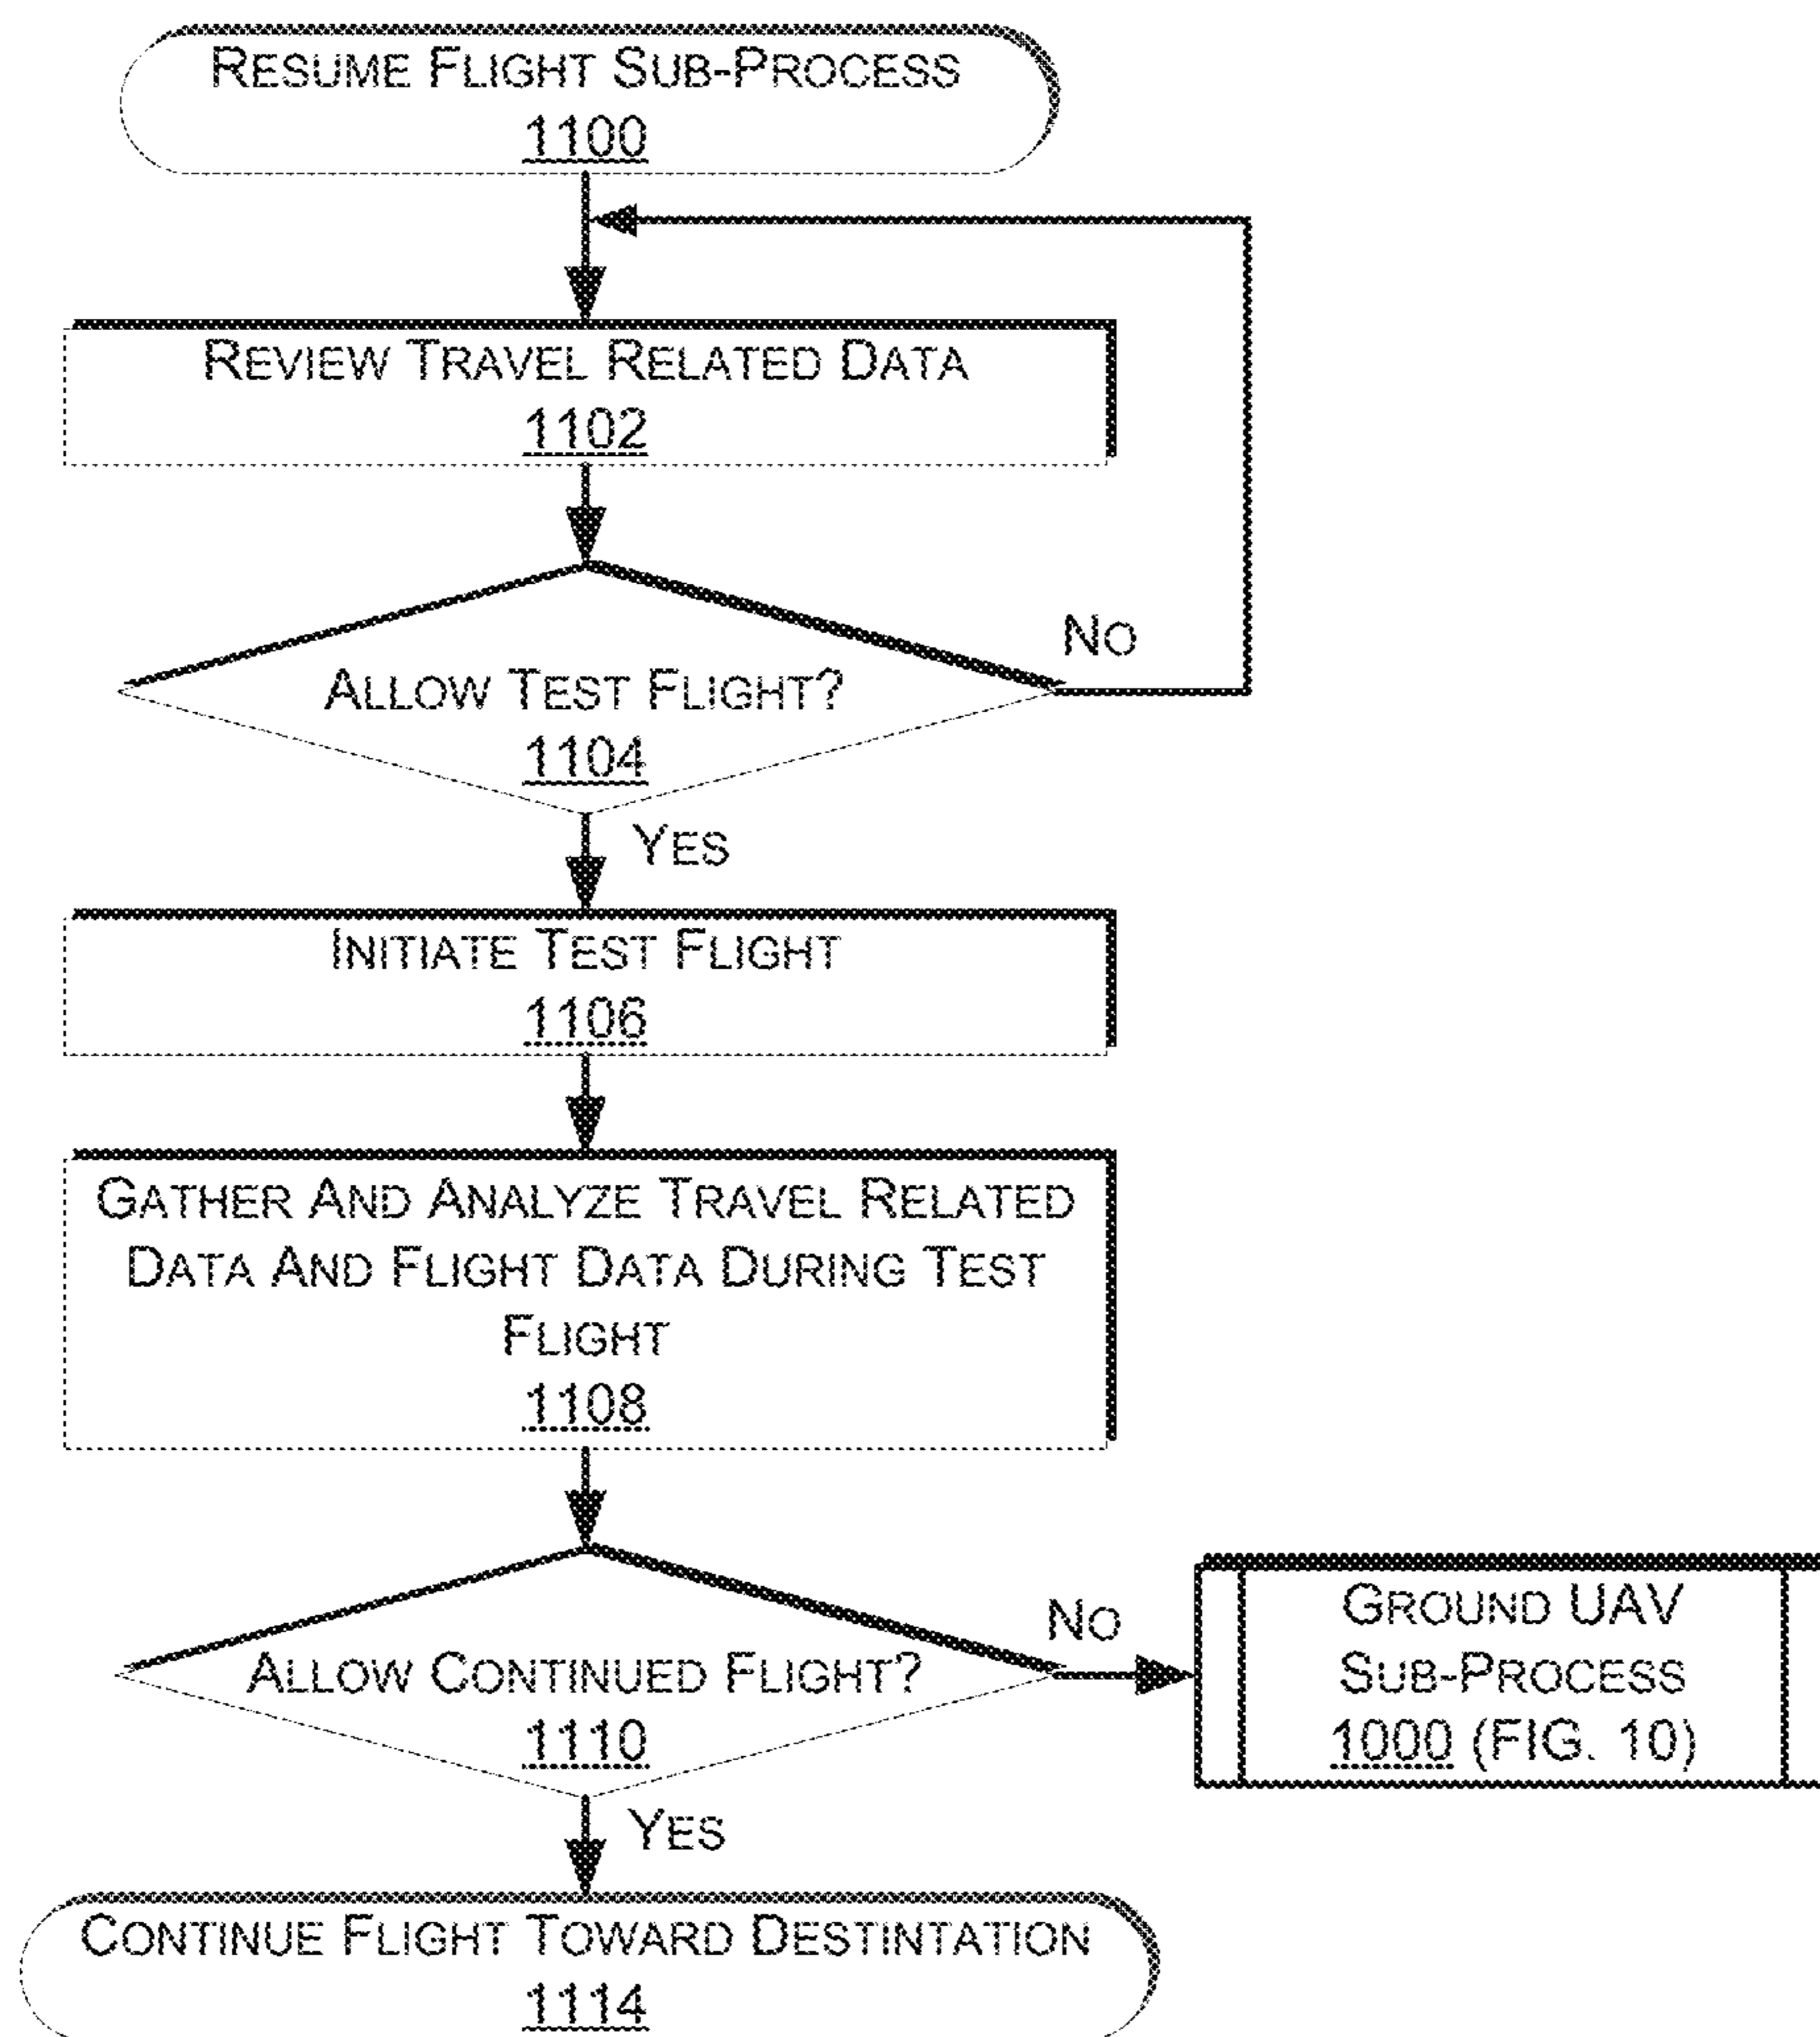 RESUME FLIGHT SUB-PROCESS
1100
REVIEW TRAVEL RELATED DATA
1102
ALLOW TEST FLIGHT?
1104
NO
YES
INITIATE TEST FLIGHT
1106
GATHER AND ANALYZE TRAVEL RELATED
DATA AND FLIGHT DATA DURING TEST
FLIGHT
1108
ALLOW CONTINUED FLIGHT?
1110
NO
GROUND UAV
SUB-PROCESS
1000 (FIG. 10)
YES
CONTINUE FLIGHT TOWARD DESTINTATION
1114